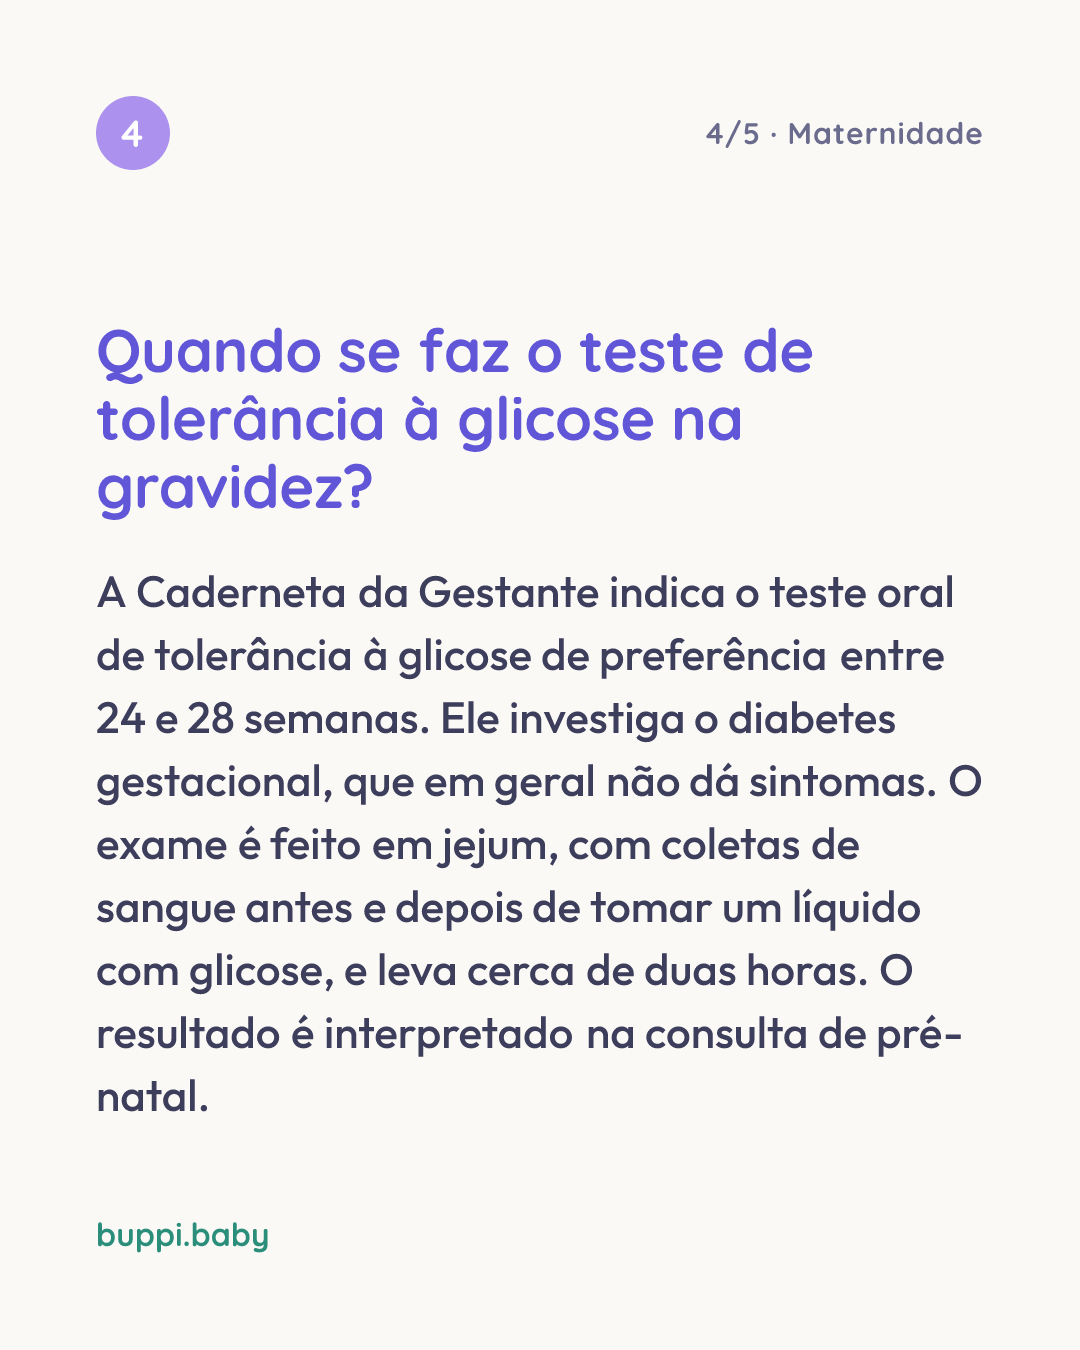 4
4/5 · Maternidade
Quando se faz o teste de
tolerância à glicose na
gravidez?
A Caderneta da Gestante indica o teste oral
de tolerância à glicose de preferência entre
24 e 28 semanas. Ele investiga o diabetes
gestacional, que em geral não dá sintomas. O
exame é feito em jejum, com coletas de
sangue antes e depois de tomar um líquido
com glicose, e leva cerca de duas horas. O
resultado é interpretado na consulta de pré-
natal.
buppi.baby